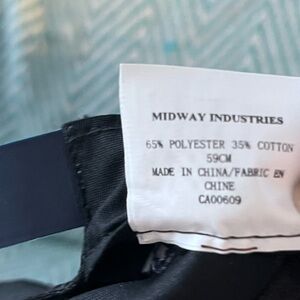 MIDWAY INDUSTRIES
65% POLYESTER 35% COTTON
59CM
MADE IN CHINA/FABRIC EN
CHINE
CA00609